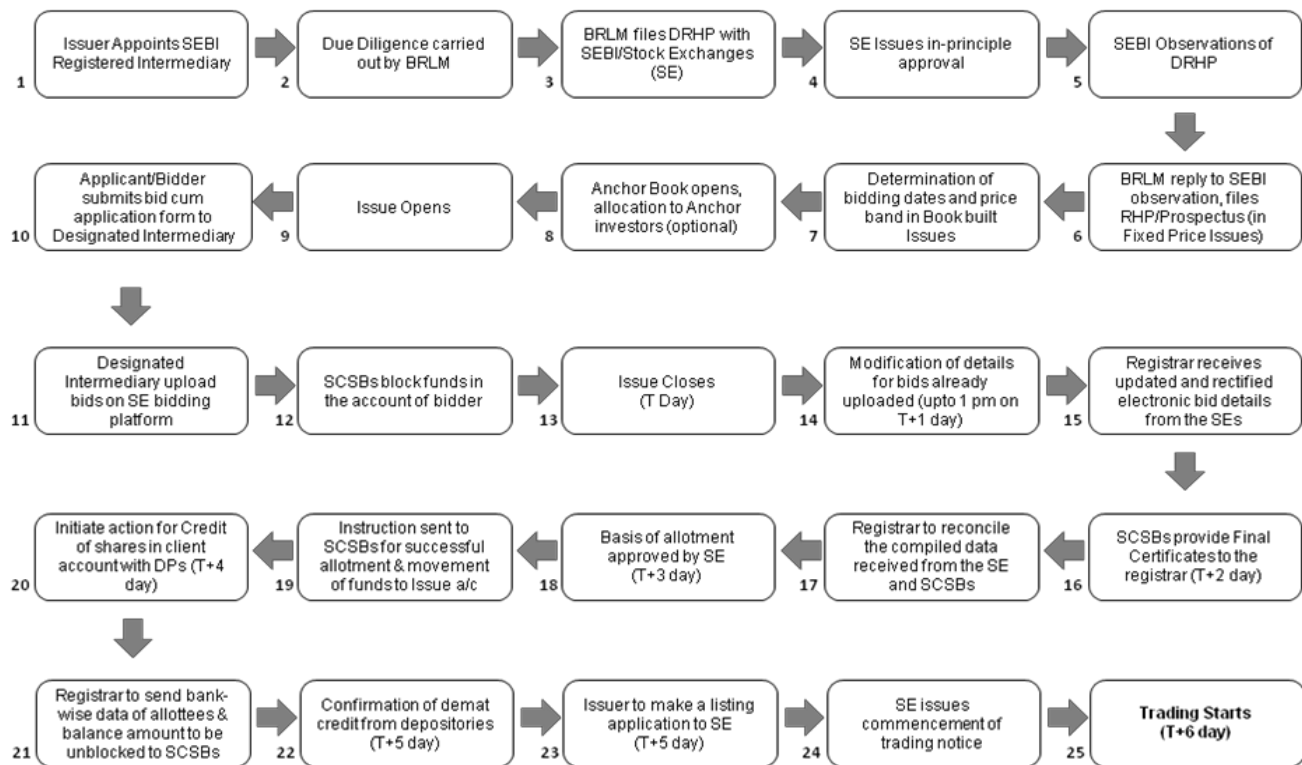 Issuer Appoints SEBI
Registered Intermediary
1
Due Diligence carried
out by BRLM
2
BRLM files DRHP with
SEBI/Stock Exchanges
(SE)
3
SE Issues in-principle
approval
4
SEBI Observations of
DRHP
5
BRLM reply to SEBI
observation, files
RHP/Prospectus (in
Fixed Price Issues)
6
Determination of
bidding dates and price
band in Book built
Issues
7
Anchor Book opens,
allocation to Anchor
investors (optional)
8
Issue Opens
9
Applicant/Bidder
submits bid cum
application form to
Designated Intermediary
10
Designated
Intermediary upload
bids on SE bidding
platform
11
SCSBs block funds in
the account of bidder
12
Issue Closes
(T Day)
13
Modification of details
for bids already
uploaded (upto 1 pm on
T+1 day)
14
Registrar receives
updated and rectified
electronic bid details
from the SEs
15
SCSBs provide Final
Certificates to the
registrar (T+2 day)
16
Registrar to reconcile
the compiled data
received from the SE
and SCSBs
17
Basis of allotment
approved by SE
(T+3 day)
18
Instruction sent to
SCSBs for successful
allotment & movement
of funds to Issue a/c
19
Initiate action for Credit
of shares in client
account with DPs (T+4
day)
20
Registrar to send bank-
wise data of allottees &
balance amount to be
unblocked to SCSBs
21
Confirmation of demat
credit from depositories
(T+5 day)
22
Issuer to make a listing
application to SE
(T+5 day)
23
SE issues
commencement of
trading notice
24
Trading Starts
(T+6 day)
25